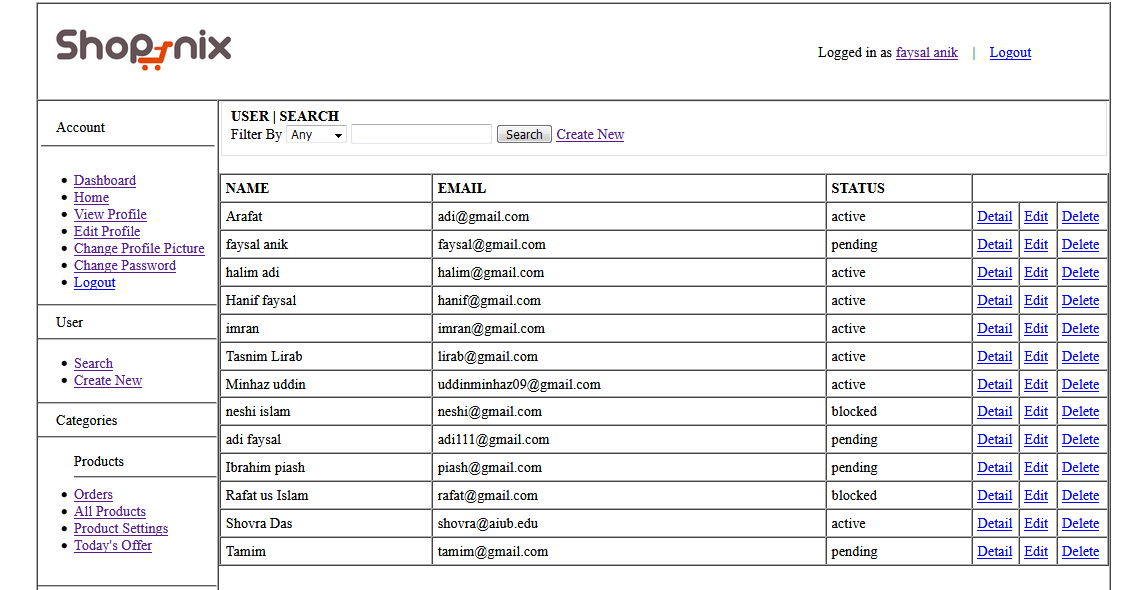 Shopnix
Logged in as faysal anik | Logout
Account
Dashboard
Home
View Profile
Edit Profile
Change Profile Picture
Change Password
Logout
User
Search
Create New
Categories
Products
Orders
All Products
Product Settings
Today's Offer
USER | SEARCH
Filter By Any Search Create New
NAME EMAIL STATUS
Arafat adi@gmail.com active Detail Edit Delete
faysal anik faysal@gmail.com pending Detail Edit Delete
halim adi halim@gmail.com active Detail Edit Delete
Hanif faysal hanif@gmail.com active Detail Edit Delete
imran imran@gmail.com active Detail Edit Delete
Tasnim Lirab lirab@gmail.com active Detail Edit Delete
Minhaz uddin uddinminhaz09@gmail.com active Detail Edit Delete
neshi islam neshi@gmail.com blocked Detail Edit Delete
adi faysal adi111@gmail.com pending Detail Edit Delete
Ibrahim piash piash@gmail.com pending Detail Edit Delete
Rafat us Islam rafat@gmail.com blocked Detail Edit Delete
Shovra Das shovra@aiub.edu active Detail Edit Delete
Tamim tamim@gmail.com pending Detail Edit Delete